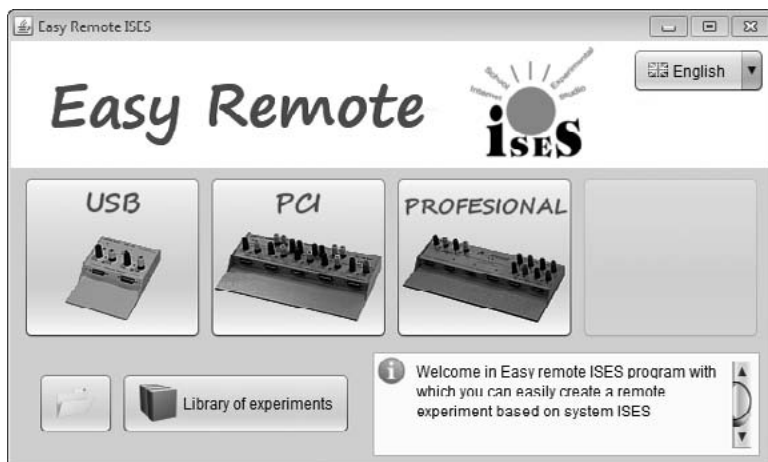 Easy Remote ISES
English
Easy Remote
School Experimental
Internet Studio
iSES
USB
PCI
PROFESIONAL
Library of experiments
Welcome in Easy remote ISES program with
which you can easily create a remote
experiment based on system ISES